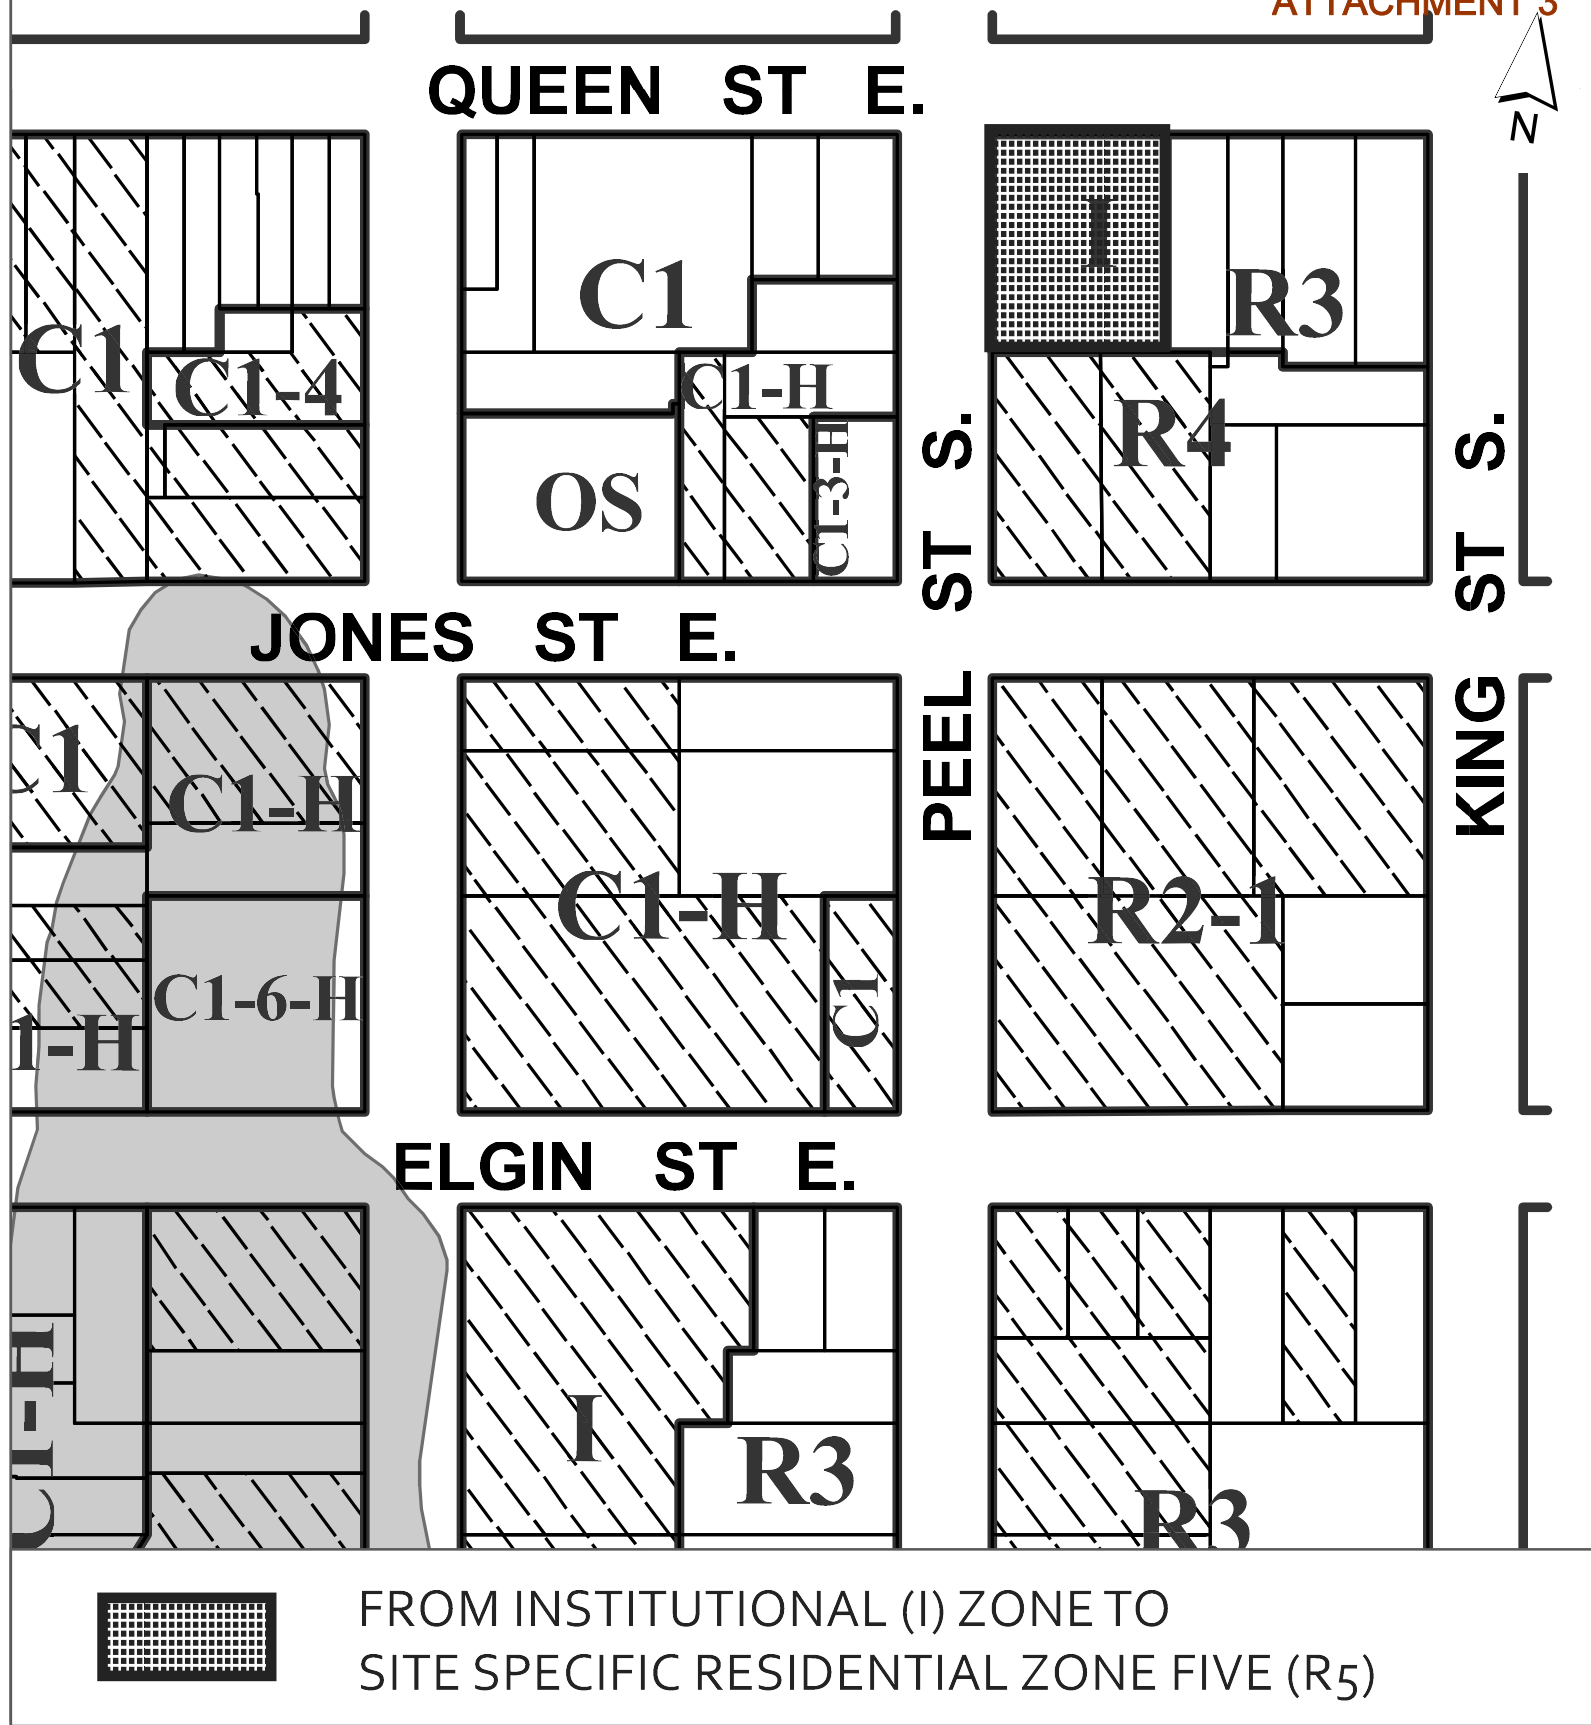 ATTACHMENT 3
QUEEN ST E.
N
I
C1
R3
C1
C1-4
C1-H
R4
OS
C1-3-H
PEEL ST S.
KING ST S.
JONES ST E.
C1
C1-H
C1-H
R2-1
C1-6-H
C1
1-H
ELGIN ST E.
C1-H
I
R3
R3
FROM INSTITUTIONAL (I) ZONE TO
SITE SPECIFIC RESIDENTIAL ZONE FIVE (R5)